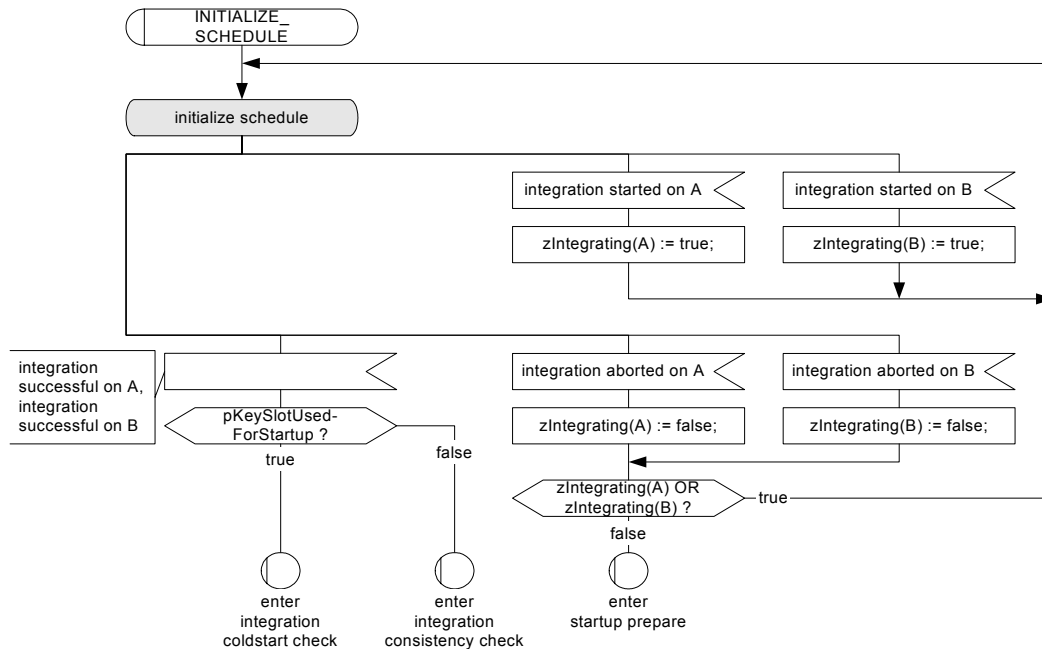 INITIALIZE_
SCHEDULE
initialize schedule
integration started on A
integration started on B
zIntegrating(A) := true;
zIntegrating(B) := true;
integration
successful on A,
integration
successful on B
integration aborted on A
integration aborted on B
pKeySlotUsed-
ForStartup ?
zIntegrating(A) := false;
zIntegrating(B) := false;
true
false
zIntegrating(A) OR
zIntegrating(B) ?
true
false
enter
integration
coldstart check
enter
integration
consistency check
enter
startup prepare